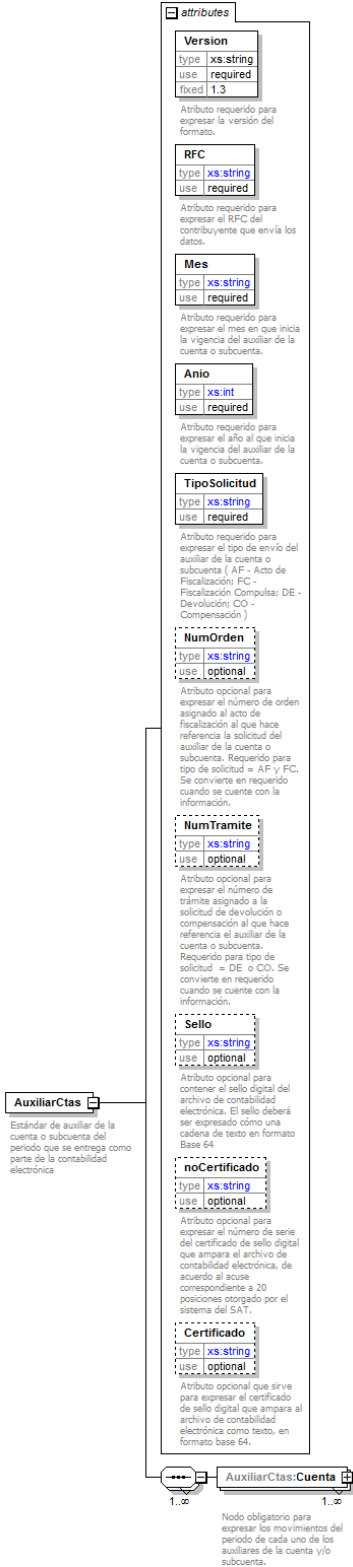 attributes
Version
type xs:string
use required
fixed 1.3
Atributo requerido para
expresar la versión del
formato.
RFC
type xs:string
use required
Atributo requerido para
expresar el RFC del
contribuyente que envía los
datos.
Mes
type xs:string
use required
Atributo requerido para
expresar el mes en que inicia
la vigencia del auxiliar de la
cuenta o subcuenta.
Anio
type xs:int
use required
Atributo requerido para
expresar el año al que inicia
la vigencia del auxiliar de la
cuenta o subcuenta.
TipoSolicitud
type xs:string
use required
Atributo requerido para
expresar el tipo de envío del
auxiliar de la cuenta o
subcuenta ( AF - Acto de
Fiscalización; FC -
Fiscalización Compulsa; DE -
Devolución; CO -
Compensación )
NumOrden
type xs:string
use optional
Atributo opcional para
expresar el número de orden
asignado al acto de
fiscalización al que hace
referencia la solicitud del
auxiliar de la cuenta o
subcuenta. Requerido para
tipo de solicitud = AF y FC.
Se convierte en requerido
cuando se cuente con la
información.
NumTramite
type xs:string
use optional
Atributo opcional para
expresar el número de
trámite asignado a la
solicitud de devolución o
compensación al que hace
referencia el auxiliar de la
cuenta o subcuenta.
Requerido para tipo de
solicitud = DE o CO. Se
convierte en requerido
cuando se cuente con la
información.
Sello
type xs:string
use optional
Atributo opcional para
contener el sello digital del
archivo de contabilidad
electrónica. El sello deberá
ser expresado cómo una
cadena de texto en formato
Base 64
noCertificado
type xs:string
use optional
Atributo opcional para
expresar el número de serie
del certificado de sello digital
que ampara el archivo de
contabilidad electrónica, de
acuerdo al acuse
correspondiente a 20
posiciones otorgado por el
sistema del SAT.
Certificado
type xs:string
use optional
Atributo opcional que sirve
para expresar el certificado
de sello digital que ampara al
archivo de contabilidad
electrónica como texto, en
formato base 64.
AuxiliarCtas
Estándar de auxiliar de la
cuenta o subcuenta del
periodo que se entrega como
parte de la contabilidad
electrónica
AuxiliarCtas:Cuenta
1..∞
1..∞
Nodo obligatorio para
expresar los movimientos del
periodo de cada uno de los
auxiliares de la cuenta y/o
subcuenta.